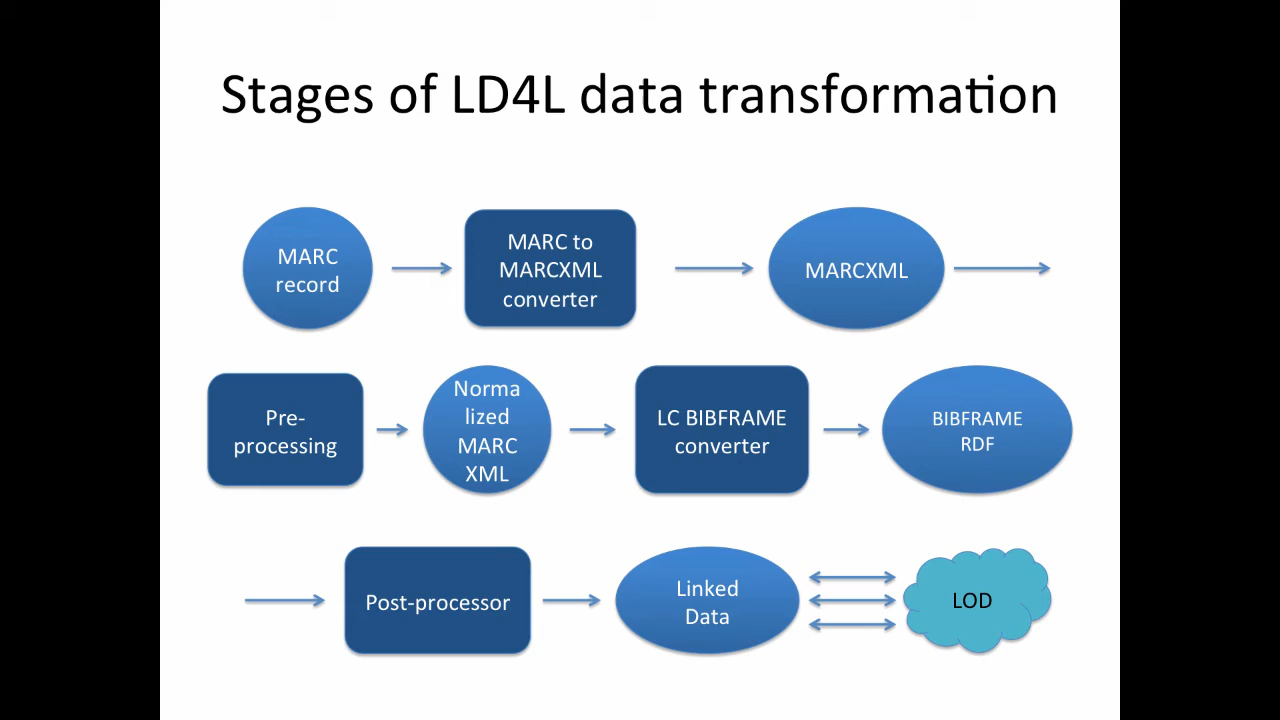 Stages of LD4L data transformation
MARC
record
MARC to
MARCXML
converter
MARCXML
Pre-
processing
Norma
lized
MARC
XML
LC BIBFRAME
converter
BIBFRAME
RDF
Post-processor
Linked
Data
LOD